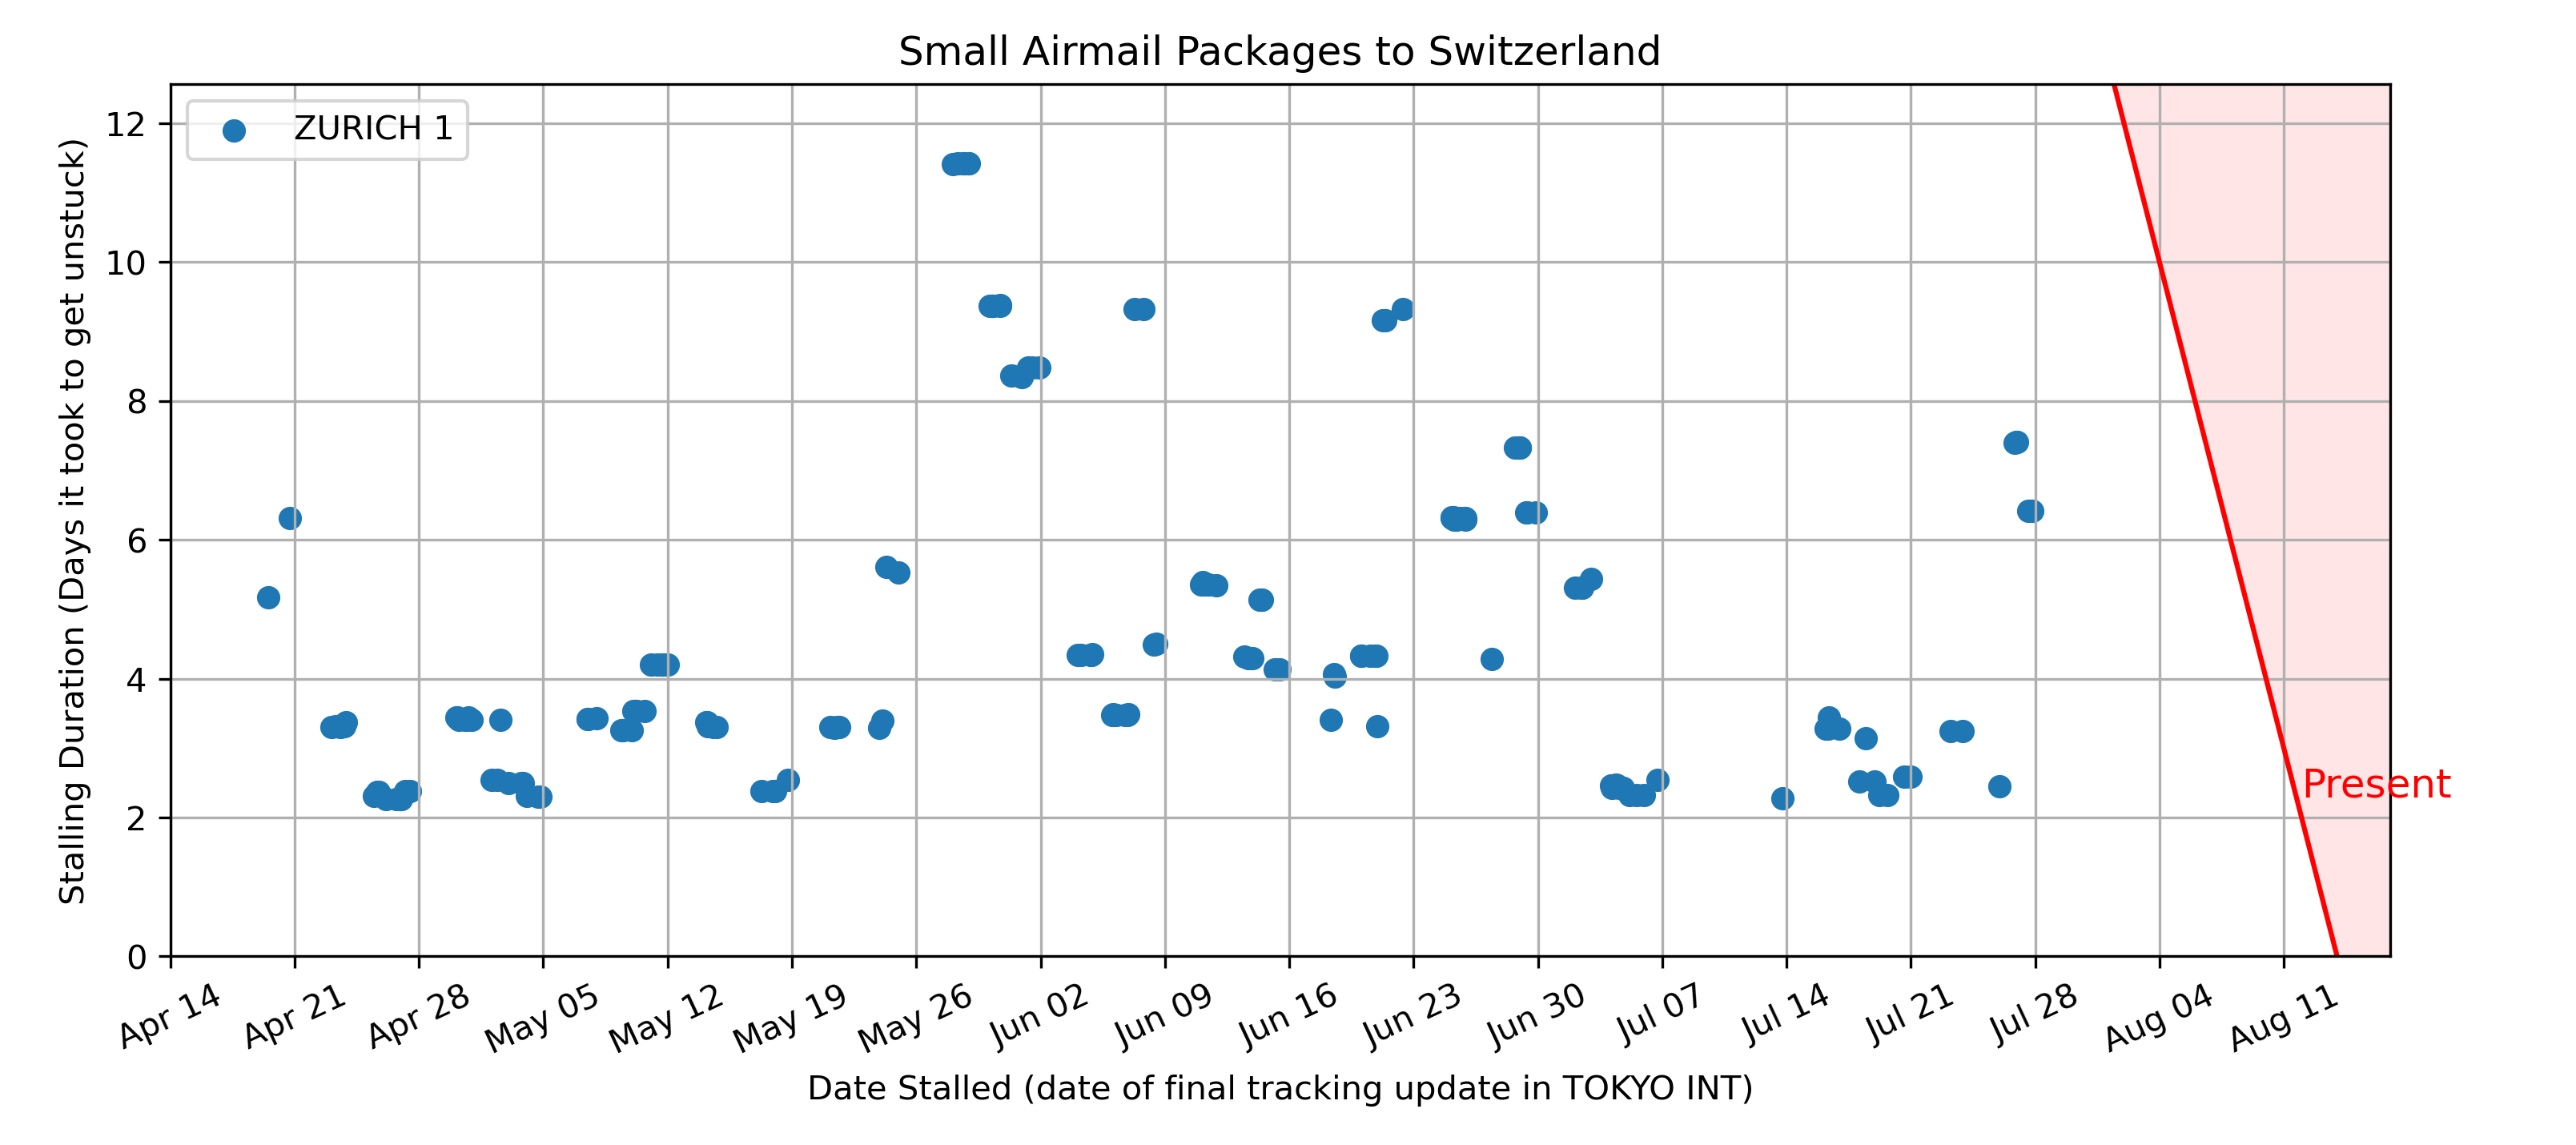 Small Airmail Packages to Switzerland
ZURICH 1
Stalling Duration (Days it took to get unstuck)
12
10
8
6
4
2
0
Present
Apr 14
Apr 21
Apr 28
May 05
May 12
May 19
May 26
Jun 02
Jun 09
Jun 16
Jun 23
Jun 30
Jul 07
Jul 14
Jul 21
Jul 28
Aug 04
Aug 11
Date Stalled (date of final tracking update in TOKYO INT)